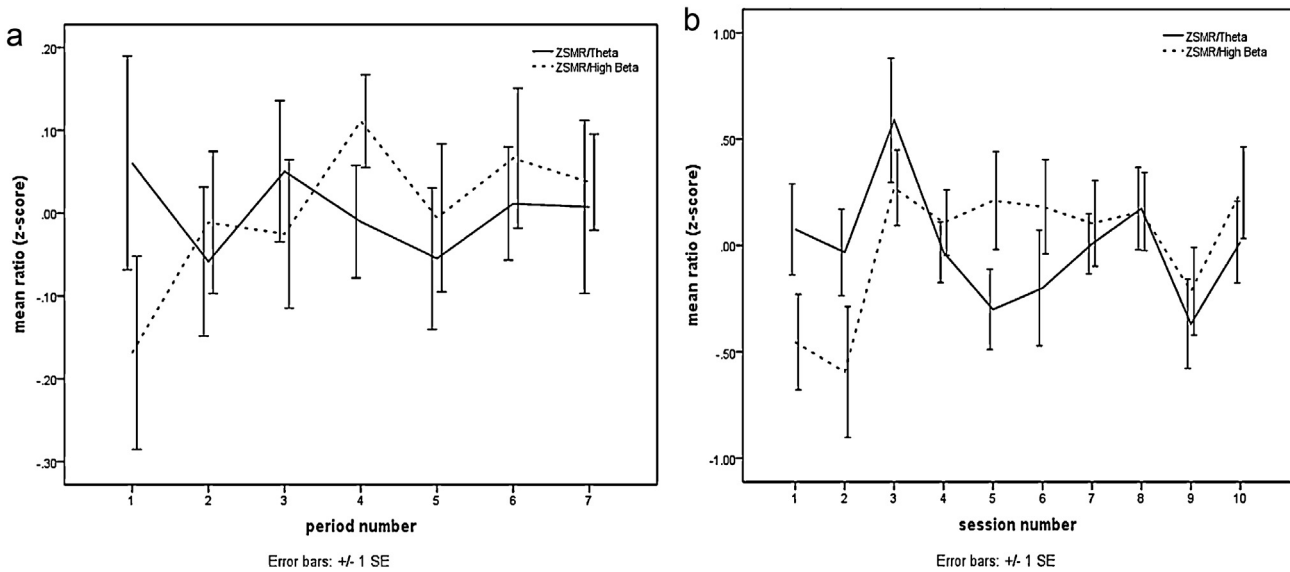 a
ZSMR/Theta
ZSMR/High Beta
.20
.10
.00
-.10
-.20
-.30
mean ratio (z-score)
1 2 3 4 5 6 7
period number
Error bars: +/- 1 SE
b
ZSMR/Theta
ZSMR/High Beta
1.00
.50
.00
-.50
-1.00
mean ratio (z-score)
1 2 3 4 5 6 7 8 9 10
session number
Error bars: +/- 1 SE